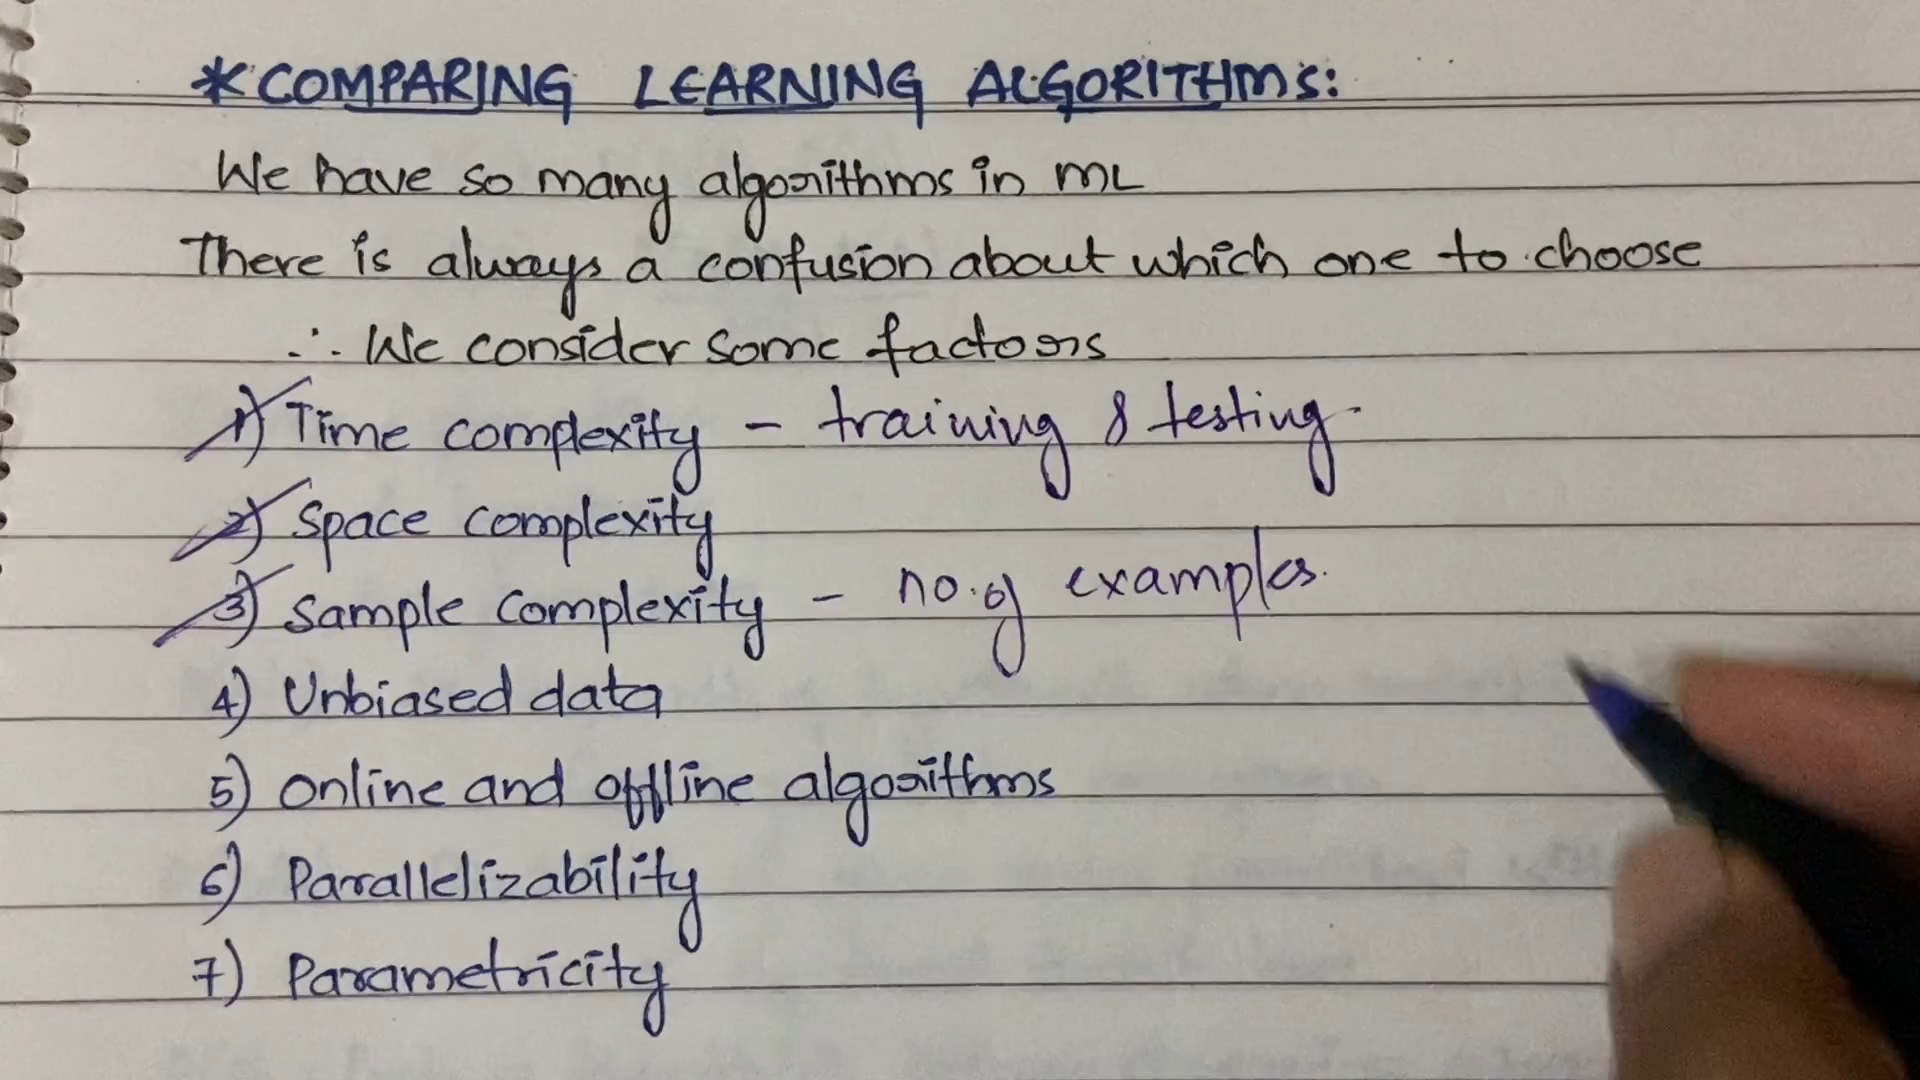 *COMPARING LEARNING ALGORITHMS:
We have so many algorithms in ML
There is always a confusion about which one to choose
∴ We consider some factors
1) Time complexity - training & testing.
2) Space complexity
3) Sample complexity - no. of examples.
4) Unbiased data
5) Online and offline algorithms
6) Parallelizability
7) Parametricity